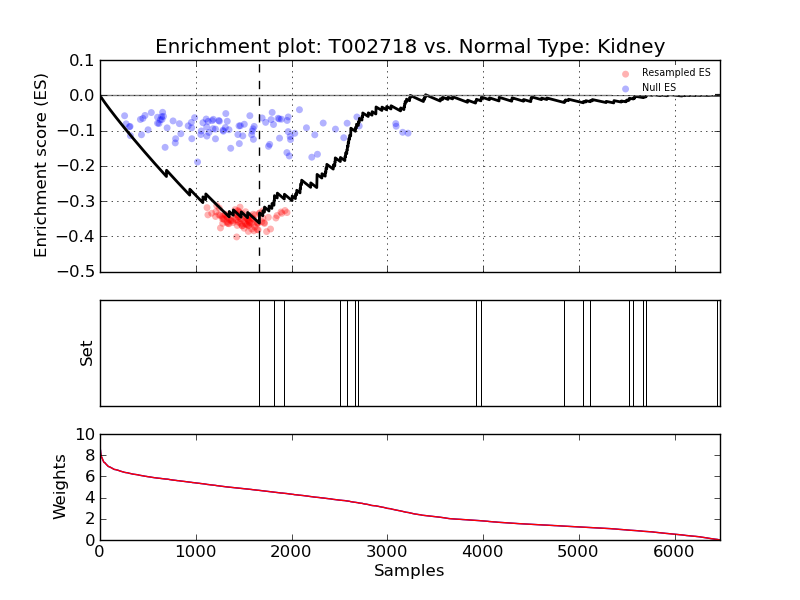 Enrichment plot: T002718 vs. Normal Type: Kidney
Enrichment score (ES)
0.1
0.0
−0.1
−0.2
−0.3
−0.4
−0.5
Resampled ES
Null ES
Set
Weights
10
8
6
4
2
0
0 1000 2000 3000 4000 5000 6000
Samples